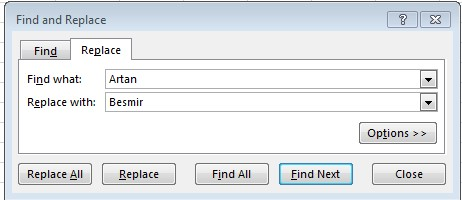 Find and Replace
Find Replace
Find what: Artan
Replace with: Besmir
Options >>
Replace All Replace Find All Find Next Close